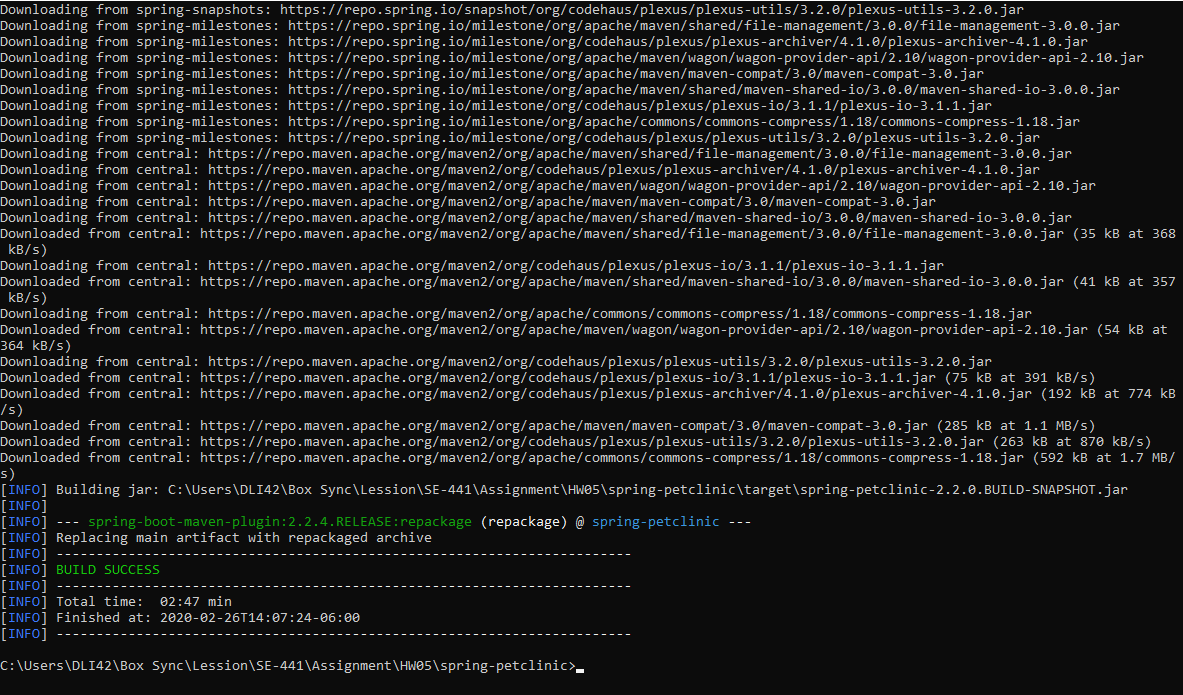 Downloading from spring-snapshots: https://repo.spring.io/snapshot/org/codehaus/plexus/plexus-utils/3.2.0/plexus-utils-3.2.0.jar
Downloading from spring-milestones: https://repo.spring.io/milestone/org/apache/maven/shared/file-management/3.0.0/file-management-3.0.0.jar
Downloading from spring-milestones: https://repo.spring.io/milestone/org/codehaus/plexus/plexus-archiver/4.1.0/plexus-archiver-4.1.0.jar
Downloading from spring-milestones: https://repo.spring.io/milestone/org/apache/maven/wagon/wagon-provider-api/2.10/wagon-provider-api-2.10.jar
Downloading from spring-milestones: https://repo.spring.io/milestone/org/apache/maven/maven-compat/3.0/maven-compat-3.0.jar
Downloading from spring-milestones: https://repo.spring.io/milestone/org/apache/maven/shared/maven-shared-io/3.0.0/maven-shared-io-3.0.0.jar
Downloading from spring-milestones: https://repo.spring.io/milestone/org/codehaus/plexus/plexus-io/3.1.1/plexus-io-3.1.1.jar
Downloading from spring-milestones: https://repo.spring.io/milestone/org/apache/commons/commons-compress/1.18/commons-compress-1.18.jar
Downloading from spring-milestones: https://repo.spring.io/milestone/org/codehaus/plexus/plexus-utils/3.2.0/plexus-utils-3.2.0.jar
Downloading from central: https://repo.maven.apache.org/maven2/org/apache/maven/shared/file-management/3.0.0/file-management-3.0.0.jar
Downloading from central: https://repo.maven.apache.org/maven2/org/codehaus/plexus/plexus-archiver/4.1.0/plexus-archiver-4.1.0.jar
Downloading from central: https://repo.maven.apache.org/maven2/org/apache/maven/wagon/wagon-provider-api/2.10/wagon-provider-api-2.10.jar
Downloading from central: https://repo.maven.apache.org/maven2/org/apache/maven/maven-compat/3.0/maven-compat-3.0.jar
Downloading from central: https://repo.maven.apache.org/maven2/org/apache/maven/shared/maven-shared-io/3.0.0/maven-shared-io-3.0.0.jar
Downloaded from central: https://repo.maven.apache.org/maven2/org/apache/maven/shared/file-management/3.0.0/file-management-3.0.0.jar (35 kB at 368
 kB/s)
Downloading from central: https://repo.maven.apache.org/maven2/org/codehaus/plexus/plexus-io/3.1.1/plexus-io-3.1.1.jar
Downloaded from central: https://repo.maven.apache.org/maven2/org/apache/maven/shared/maven-shared-io/3.0.0/maven-shared-io-3.0.0.jar (41 kB at 357
 kB/s)
Downloading from central: https://repo.maven.apache.org/maven2/org/apache/commons/commons-compress/1.18/commons-compress-1.18.jar
Downloaded from central: https://repo.maven.apache.org/maven2/org/apache/maven/wagon/wagon-provider-api/2.10/wagon-provider-api-2.10.jar (54 kB at
364 kB/s)
Downloading from central: https://repo.maven.apache.org/maven2/org/codehaus/plexus/plexus-utils/3.2.0/plexus-utils-3.2.0.jar
Downloaded from central: https://repo.maven.apache.org/maven2/org/codehaus/plexus/plexus-io/3.1.1/plexus-io-3.1.1.jar (75 kB at 391 kB/s)
Downloaded from central: https://repo.maven.apache.org/maven2/org/codehaus/plexus/plexus-archiver/4.1.0/plexus-archiver-4.1.0.jar (192 kB at 774 kB
/s)
Downloaded from central: https://repo.maven.apache.org/maven2/org/apache/maven/maven-compat/3.0/maven-compat-3.0.jar (285 kB at 1.1 MB/s)
Downloaded from central: https://repo.maven.apache.org/maven2/org/codehaus/plexus/plexus-utils/3.2.0/plexus-utils-3.2.0.jar (263 kB at 870 kB/s)
Downloaded from central: https://repo.maven.apache.org/maven2/org/apache/commons/commons-compress/1.18/commons-compress-1.18.jar (592 kB at 1.7 MB/
s)
[INFO] Building jar: C:\Users\DLI42\Box Sync\Lession\SE-441\Assignment\HW05\spring-petclinic\target\spring-petclinic-2.2.0.BUILD-SNAPSHOT.jar
[INFO]
[INFO] --- spring-boot-maven-plugin:2.2.4.RELEASE:repackage (repackage) @ spring-petclinic ---
[INFO] Replacing main artifact with repackaged archive
[INFO] ------------------------------------------------------------------------
[INFO] BUILD SUCCESS
[INFO] ------------------------------------------------------------------------
[INFO] Total time:  02:47 min
[INFO] Finished at: 2020-02-26T14:07:24-06:00
[INFO] ------------------------------------------------------------------------
C:\Users\DLI42\Box Sync\Lession\SE-441\Assignment\HW05\spring-petclinic>